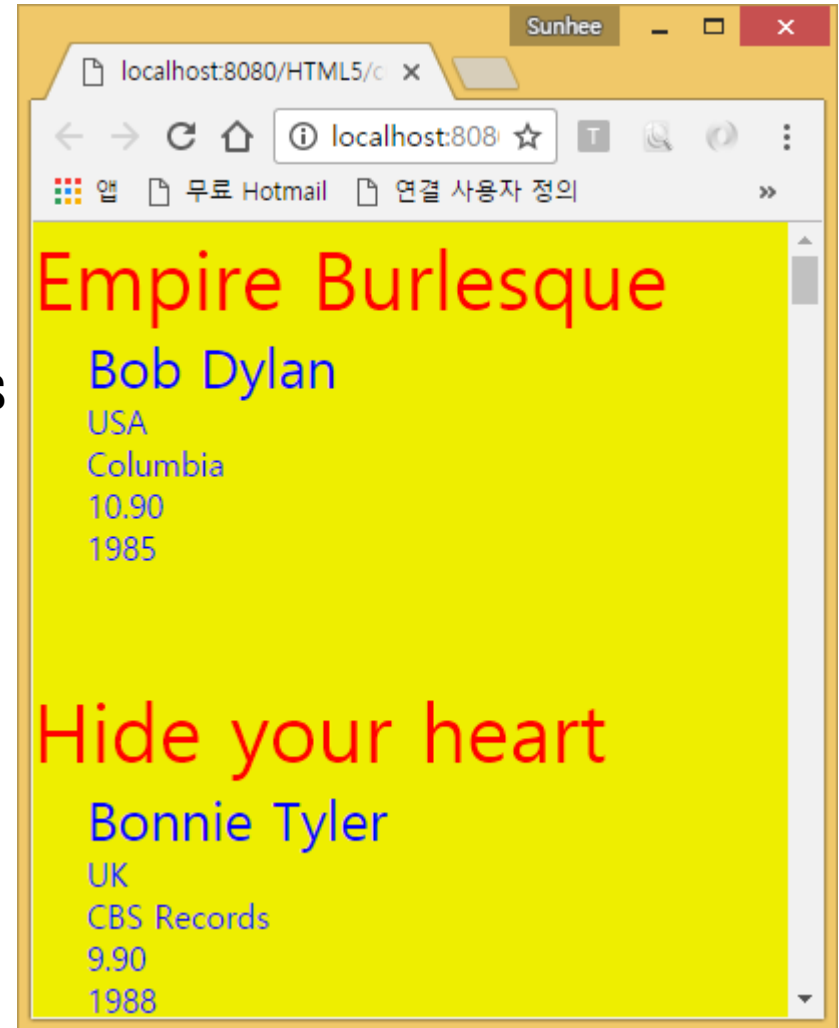 Sunhee
localhost:8080/HTML5/c
localhost:808
T
앱 무료 Hotmail 연결 사용자 정의 »
Empire Burlesque
Bob Dylan
s
USA
Columbia
10.90
1985
Hide your heart
Bonnie Tyler
UK
CBS Records
9.90
1988